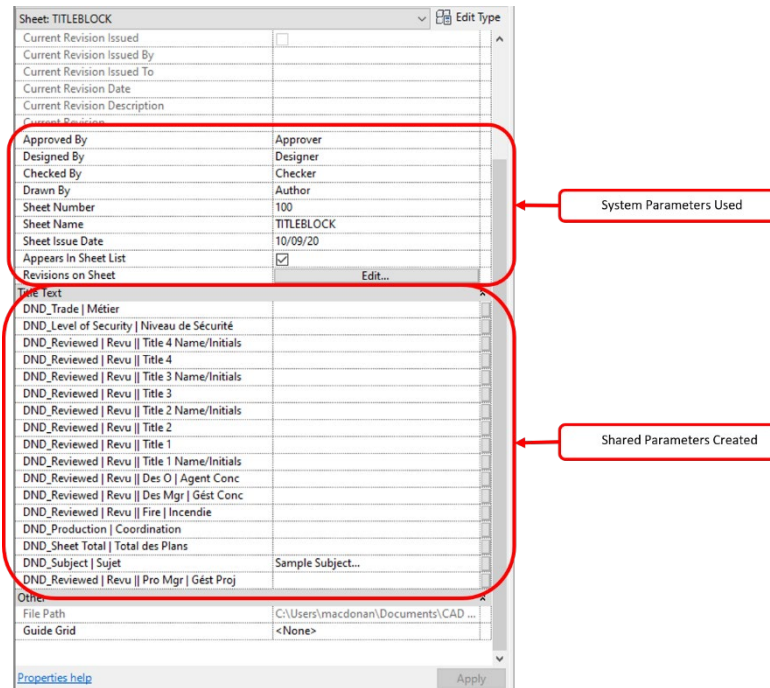 Sheet: TITLEBLOCK Edit Type
Current Revision Issued
Current Revision Issued By
Current Revision Issued To
Current Revision Date
Current Revision Description
Current Revision
Approved By Approver
Designed By Designer
Checked By Checker
Drawn By Author
Sheet Number 100
System Parameters Used
Sheet Name TITLEBLOCK
Sheet Issue Date 10/09/20
Appears In Sheet List
Revisions on Sheet Edit...
Title Text
DND_Trade | Métier
DND_Level of Security | Niveau de Sécurité
DND_Reviewed | Revu || Title 4 Name/Initials
DND_Reviewed | Revu || Title 4
DND_Reviewed | Revu || Title 3 Name/Initials
DND_Reviewed | Revu || Title 3
DND_Reviewed | Revu || Title 2 Name/Initials
DND_Reviewed | Revu || Title 2
DND_Reviewed | Revu || Title 1
Shared Parameters Created
DND_Reviewed | Revu || Title 1 Name/Initials
DND_Reviewed | Revu || Des O | Agent Conc
DND_Reviewed | Revu || Des Mgr | Gést Conc
DND_Reviewed | Revu || Fire | Incendie
DND_Production | Coordination
DND_Sheet Total | Total des Plans
DND_Subject | Sujet Sample Subject...
DND_Reviewed | Revu || Pro Mgr | Gést Proj
Other
File Path C:\Users\macdonan\Documents\CAD ...
Guide Grid <None>
Properties help Apply